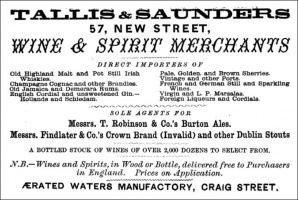 TALLIS & SAUNDERS
57, NEW STREET,
WINE & SPIRIT MERCHANTS
DIRECT IMPORTERS OF
Old Highland Malt and Pot Still Irish Whiskies.
Champagne Cognac and other Brandies.
Old Jamaica and Demerara Rums.
English Cordial and unsweetened Gin.
Hollands and Schiedam.
Pale, Golden, and Brown Sherries.
Vintage and other Ports.
French and German Still and Sparkling Wines.
Virgin and L. P. Marsalas.
Foreign Liqueurs and Cordials.
SOLE AGENTS FOR
Messrs. T. Robinson & Co.'s Burton Ales.
Messrs. Findlater & Co.'s Crown Brand (Invalid) and other Dublin Stouts
A BOTTLED STOCK OF WINES OF OVER 2,000 DOZENS TO SELECT FROM.
N.B.—Wines and Spirits, in Wood or Bottle, delivered free to Purchasers
in England. Prices on Application.
ÆRATED WATERS MANUFACTORY, CRAIG STREET.